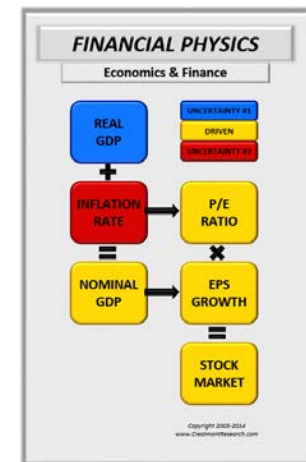 FINANCIAL PHYSICS
Economics & Finance
REAL
GDP
UNCERTAINTY #1
DRIVEN
UNCERTAINTY #2
+
INFLATION
RATE
P/E
RATIO
=
×
NOMINAL
GDP
EPS
GROWTH
=
STOCK
MARKET
Copyright 2003-2014
www.CrestmontResearch.com